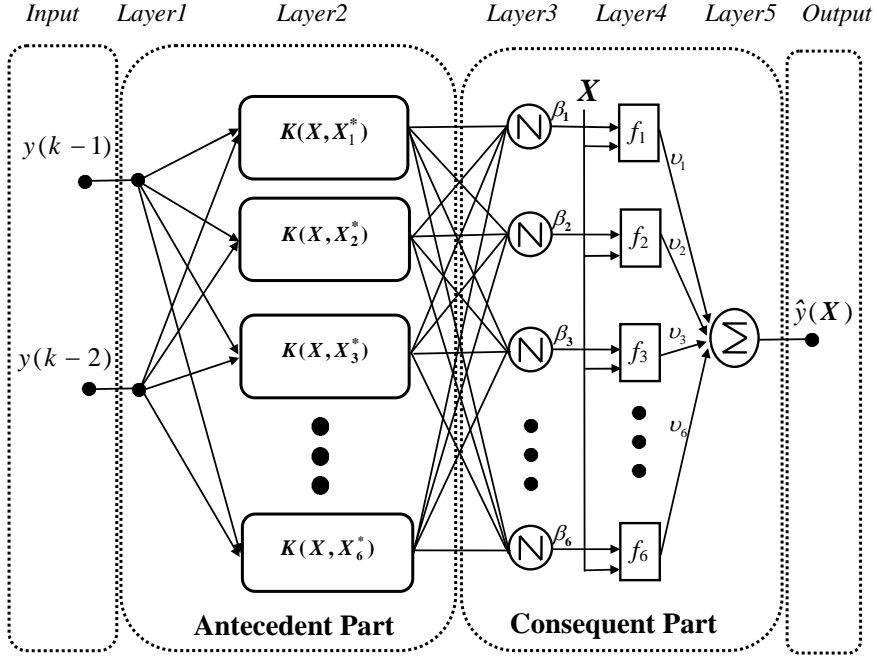 Input Layer1 Layer2 Layer3 Layer4 Layer5 Output
y(k − 1)
K(X, X₁*)
N
β₁
X
f₁
υ₁
K(X, X₂*)
N
β₂
f₂
υ₂
y(k − 2)
K(X, X₃*)
N
β₃
f₃
υ₃
Σ
ŷ(X)
υ₆
K(X, X₆*)
N
β₆
f₆
Antecedent Part
Consequent Part